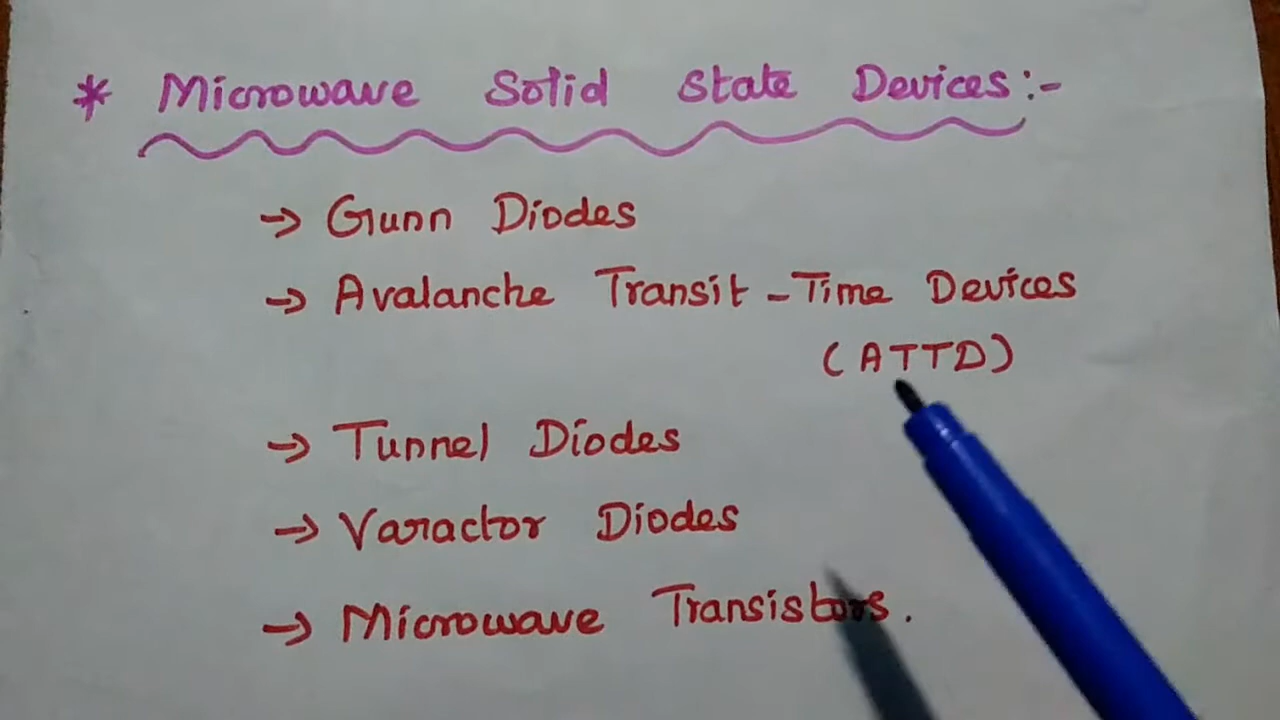 * Microwave Solid State Devices:-
→ Gunn Diodes
→ Avalanche Transit-Time Devices
(ATTD)
→ Tunnel Diodes
→ Varactor Diodes
→ Microwave Transistors.